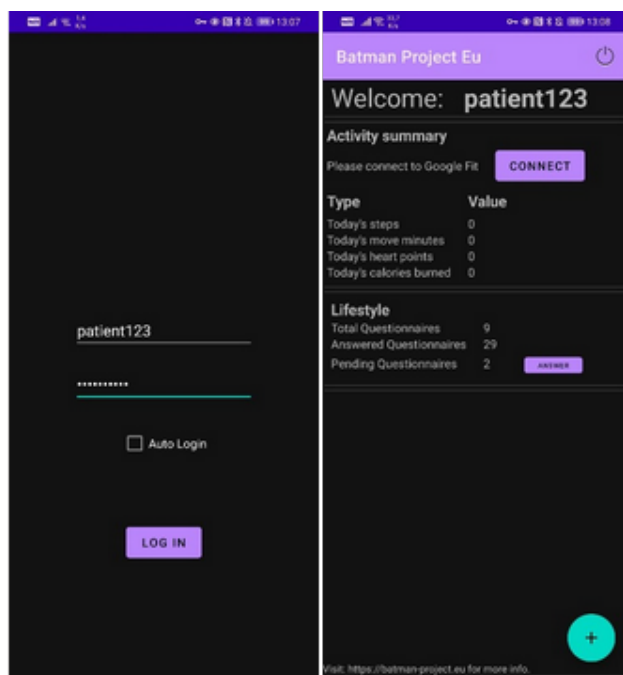 13:07
patient123
Auto Login
LOG IN
13:08
Batman Project Eu
Welcome: patient123
Activity summary
Please connect to Google Fit CONNECT
Type Value
Today's steps 0
Today's move minutes 0
Today's heart points 0
Today's calories burned 0
Lifestyle
Total Questionnaires 9
Answered Questionnaires 29
Pending Questionnaires 2 ANSWER
+
Visit: https://batman-project.eu for more info.